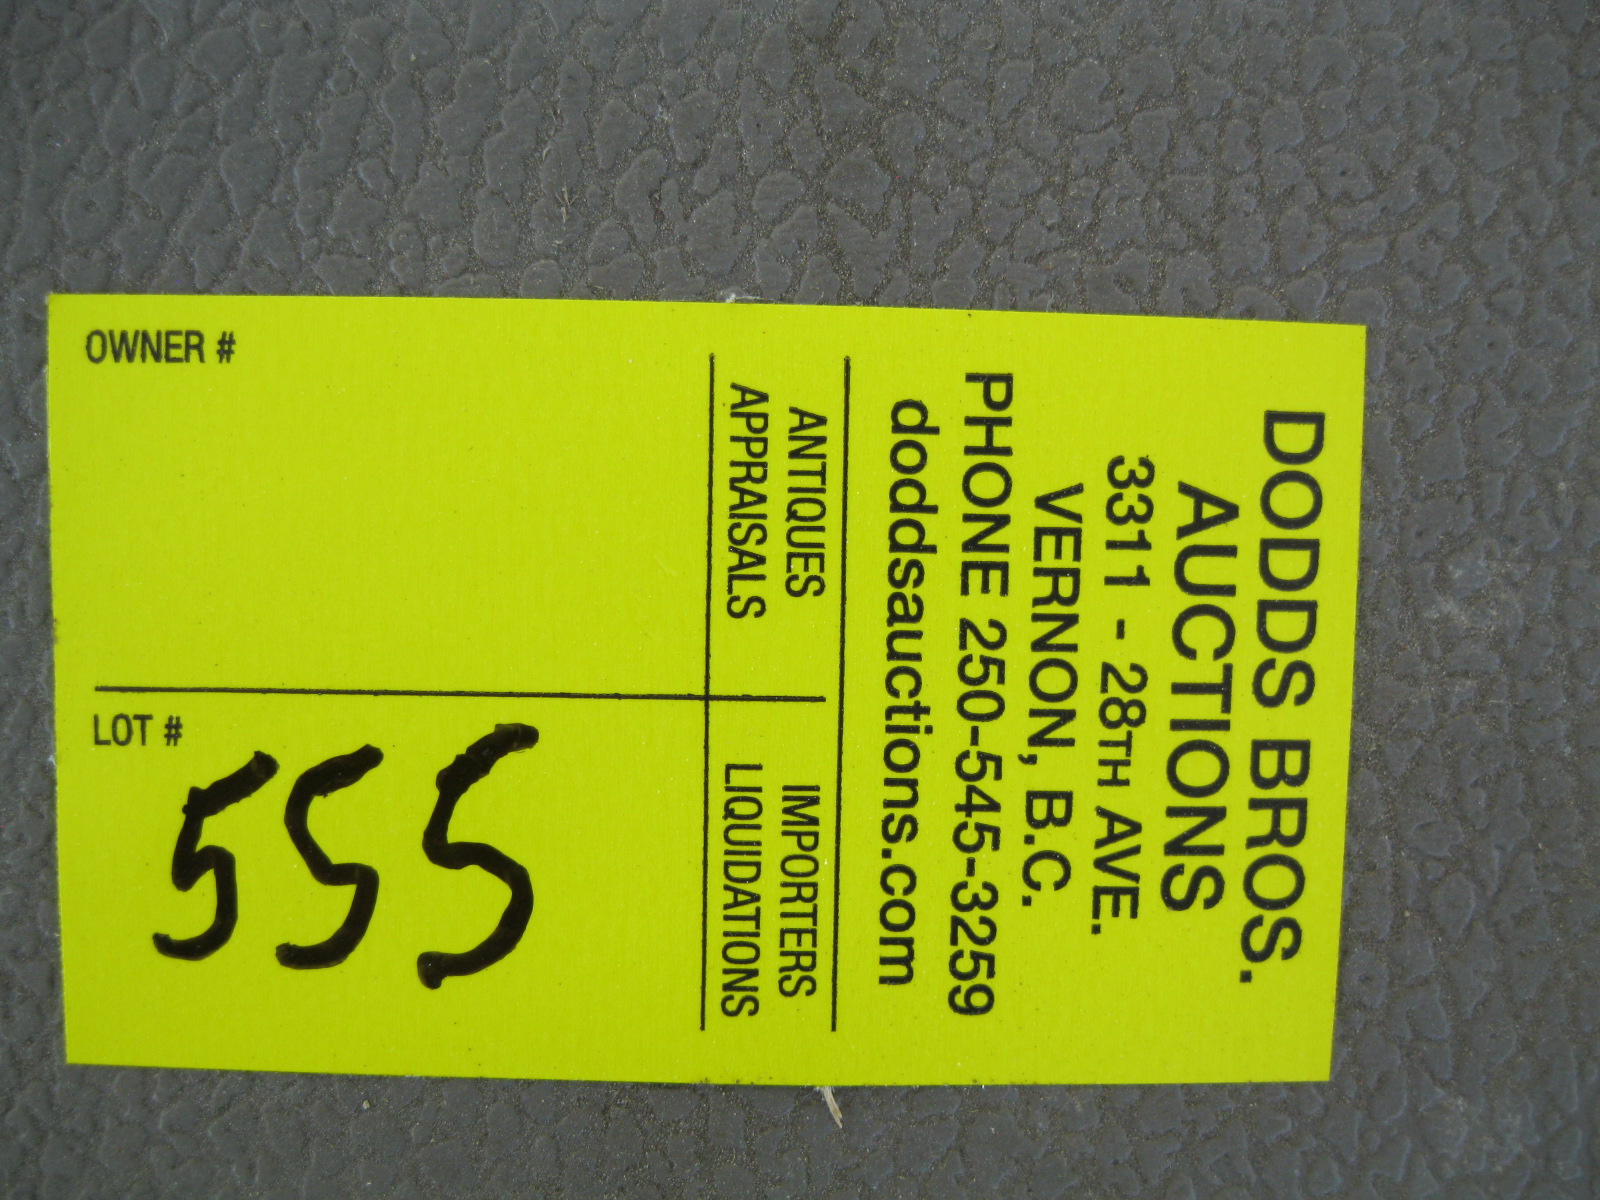 DODDS BROS.
AUCTIONS
3311 - 28TH AVE.
VERNON, B.C.
PHONE 250-545-3259
doddsauctions.com
ANTIQUES
APPRAISALS
IMPORTERS
LIQUIDATIONS
OWNER #
LOT #
555